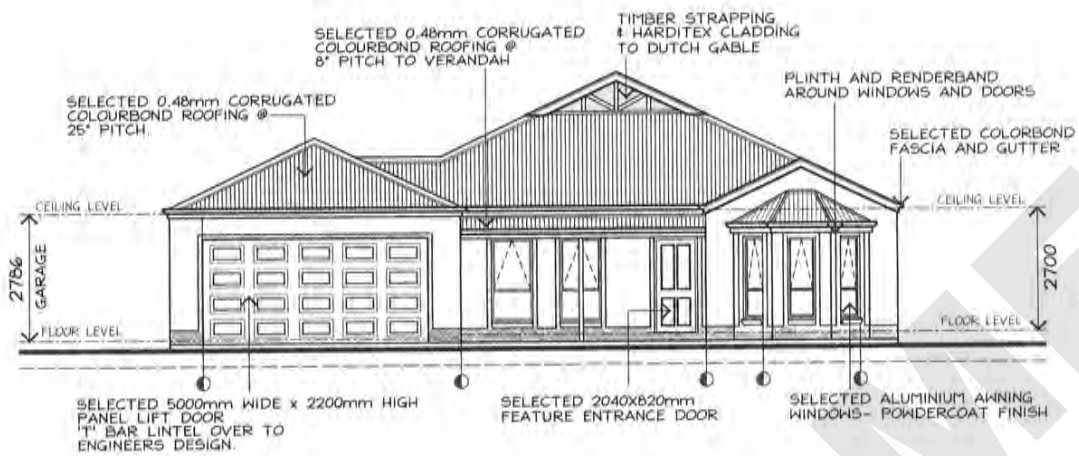 TIMBER STRAPPING
& HARDITEX CLADDING
TO DUTCH GABLE
SELECTED 0.48mm CORRUGATED
COLOURBOND ROOFING @
8° PITCH TO VERANDAH
PLINTH AND RENDERBAND
AROUND WINDOWS AND DOORS
SELECTED 0.48mm CORRUGATED
COLOURBOND ROOFING @
25° PITCH.
SELECTED COLORBOND
FASCIA AND GUTTER
CEILING LEVEL
CEILING LEVEL
2786
GARAGE
2700
FLOOR LEVEL
FLOOR LEVEL
SELECTED 5000mm WIDE x 2200mm HIGH
PANEL LIFT DOOR
'T' BAR LINTEL OVER TO
ENGINEERS DESIGN.
SELECTED 2040X820mm
FEATURE ENTRANCE DOOR
SELECTED ALUMINIUM AWNING
WINDOWS- POWDERCOAT FINISH